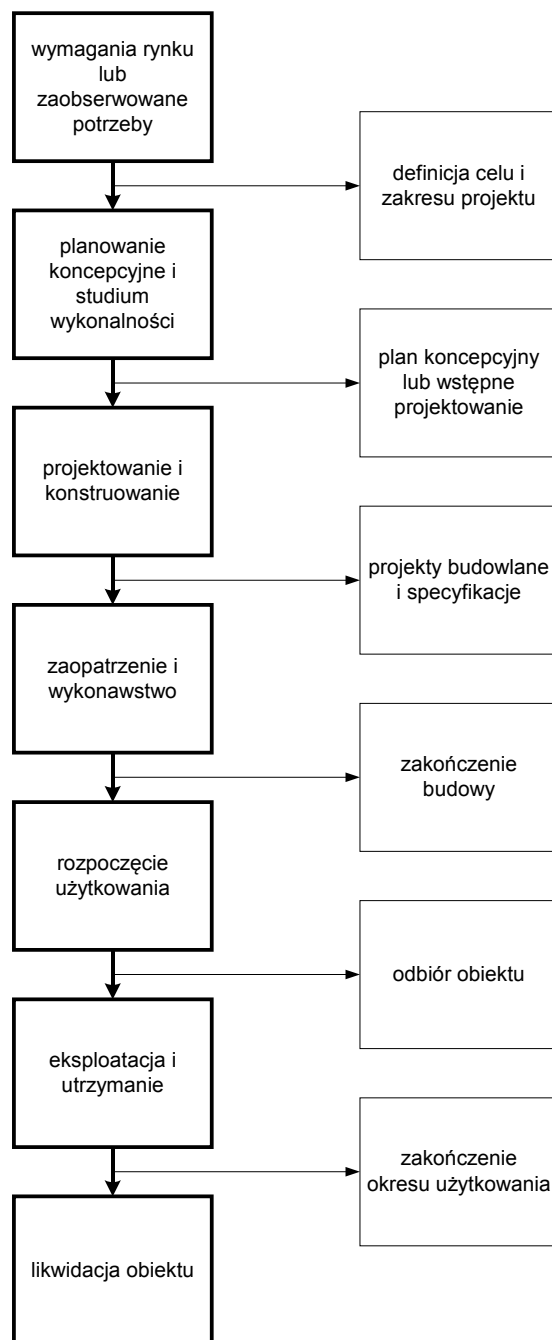 wymagania rynku
lub
zaobserwowane
potrzeby
definicja celu i
zakresu projektu
planowanie
koncepcyjne i
studium
wykonalności
plan koncepcyjny
lub wstępne
projektowanie
projektowanie i
konstruowanie
projekty budowlane
i specyfikacje
zaopatrzenie i
wykonawstwo
zakończenie
budowy
rozpoczęcie
użytkowania
odbiór obiektu
eksploatacja i
utrzymanie
zakończenie
okresu użytkowania
likwidacja obiektu